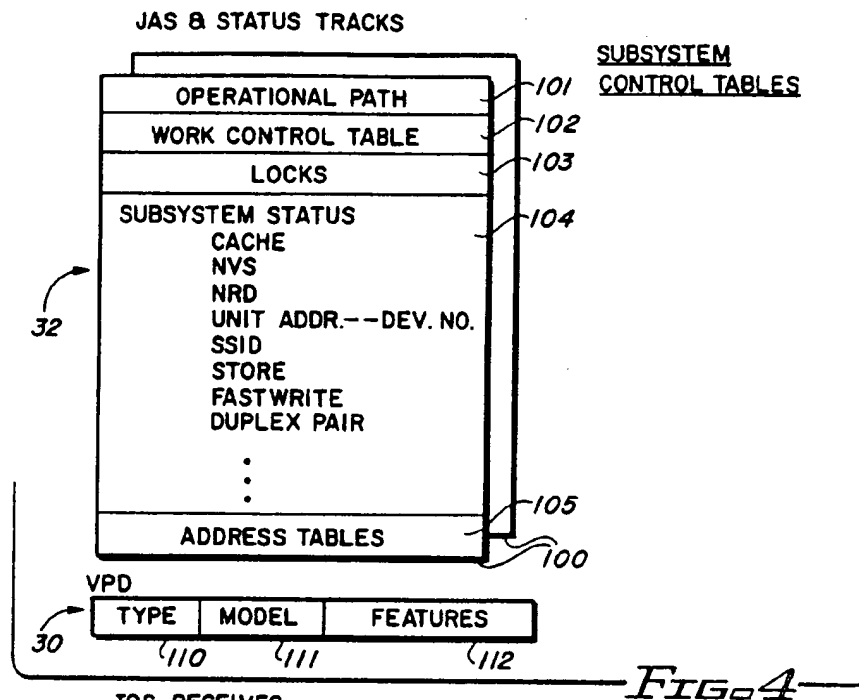 JAS & STATUS TRACKS
SUBSYSTEM
CONTROL TABLES
OPERATIONAL PATH
101
WORK CONTROL TABLE
102
LOCKS
103
SUBSYSTEM STATUS
104
CACHE
NVS
NRD
UNIT ADDR.--DEV. NO.
SSID
STORE
FASTWRITE
DUPLEX PAIR
32
ADDRESS TABLES
105
100
VPD
30
TYPE MODEL FEATURES
110 111 112
FIG. 4